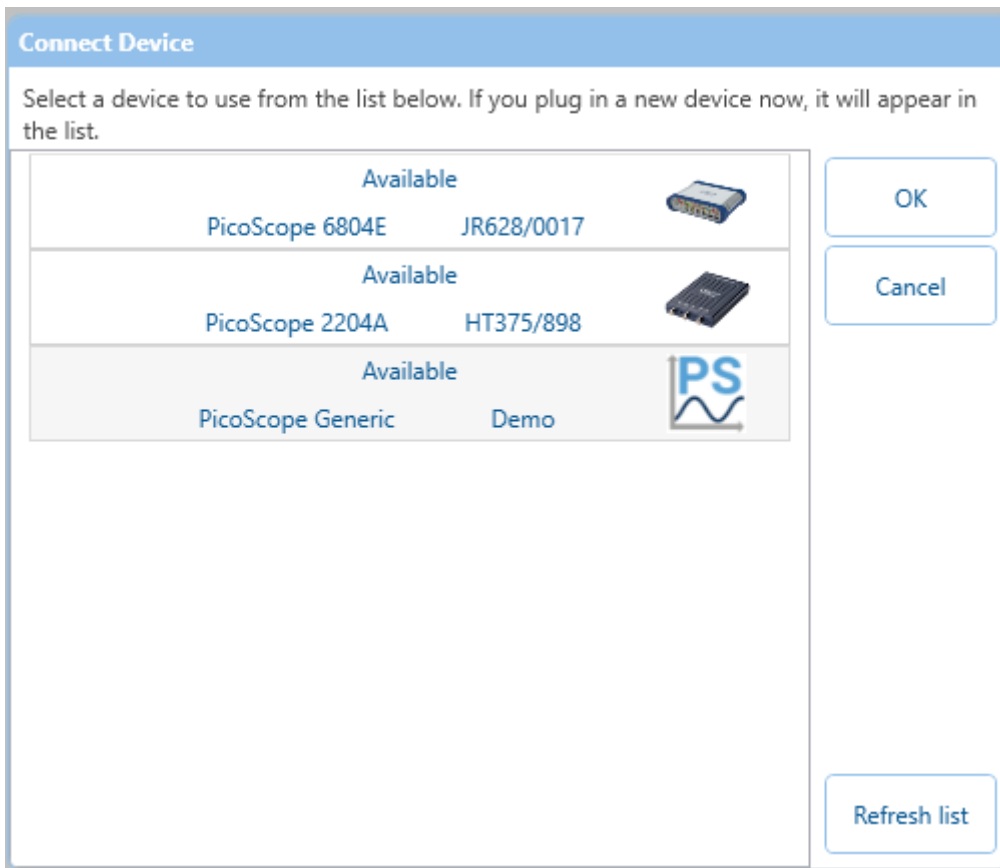 Connect Device
Select a device to use from the list below. If you plug in a new device now, it will appear in
the list.
Available
PicoScope 6804E JR628/0017
Available
PicoScope 2204A HT375/898
Available
PicoScope Generic Demo
PS
OK
Cancel
Refresh list